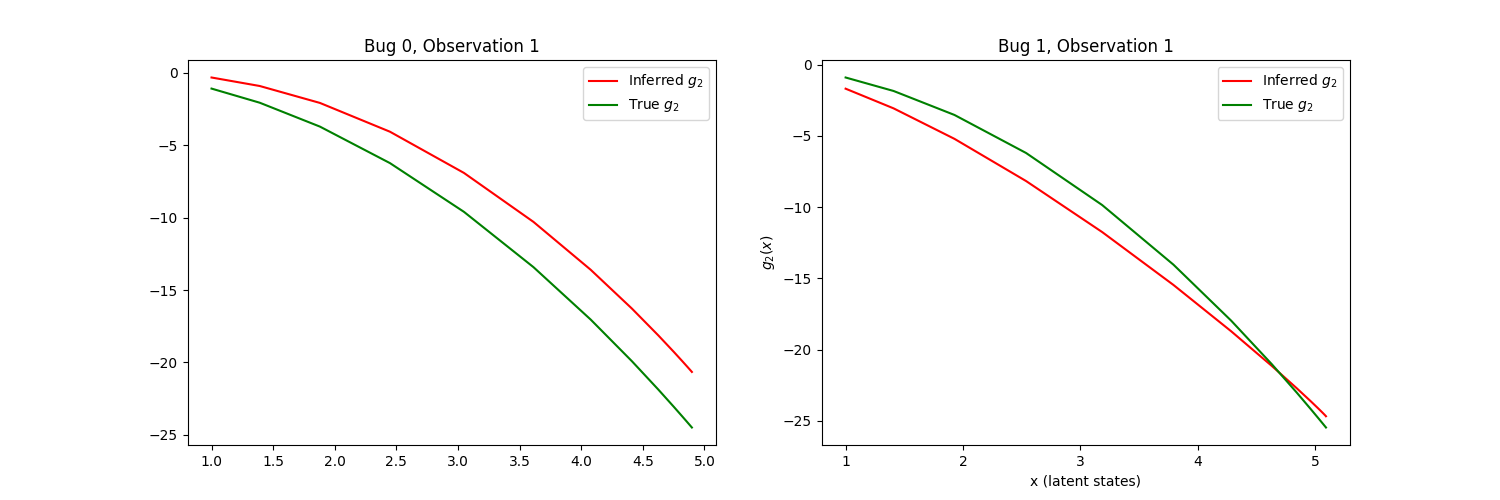 Bug 0, Observation 1
Inferred g₂
True g₂
0
−5
−10
−15
−20
−25
1.0 1.5 2.0 2.5 3.0 3.5 4.0 4.5 5.0
Bug 1, Observation 1
Inferred g₂
True g₂
g₂(x)
0
−5
−10
−15
−20
−25
1 2 3 4 5
x (latent states)